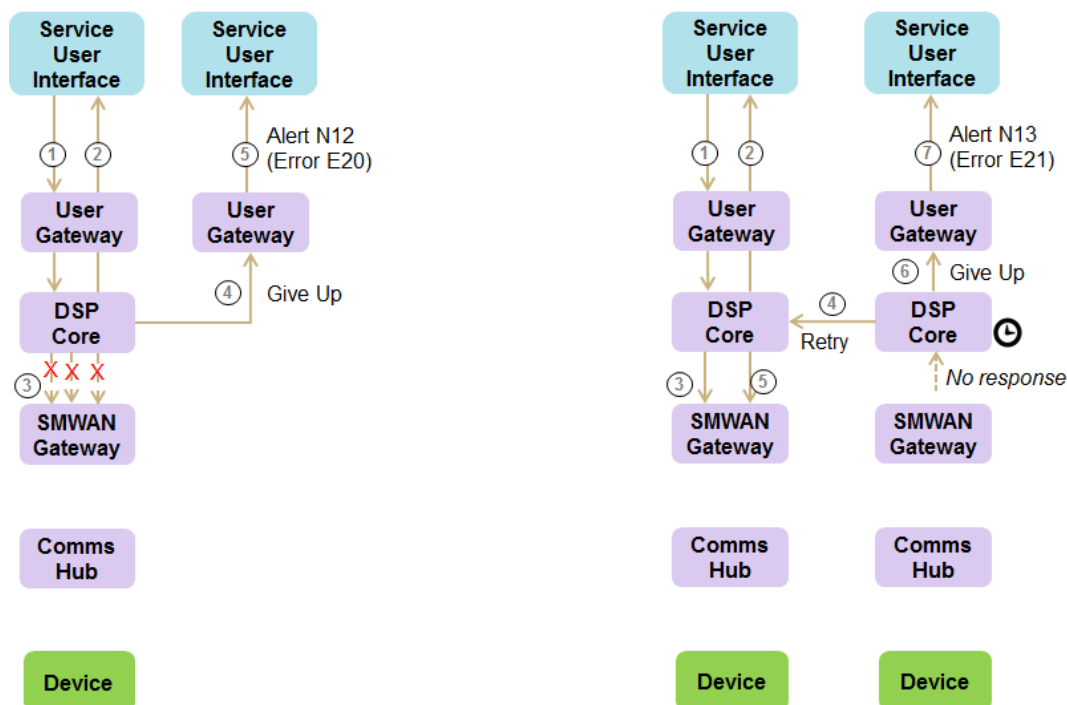 Service
User
Interface
Service
User
Interface
1
2
5
Alert N12
(Error E20)
User
Gateway
User
Gateway
4
Give Up
DSP
Core
X
X
X
3
SMWAN
Gateway
Comms
Hub
Device
Service
User
Interface
Service
User
Interface
1
2
7
Alert N13
(Error E21)
User
Gateway
User
Gateway
6
Give Up
DSP
Core
4
Retry
DSP
Core
3
5
No response
SMWAN
Gateway
SMWAN
Gateway
Comms
Hub
Comms
Hub
Device
Device